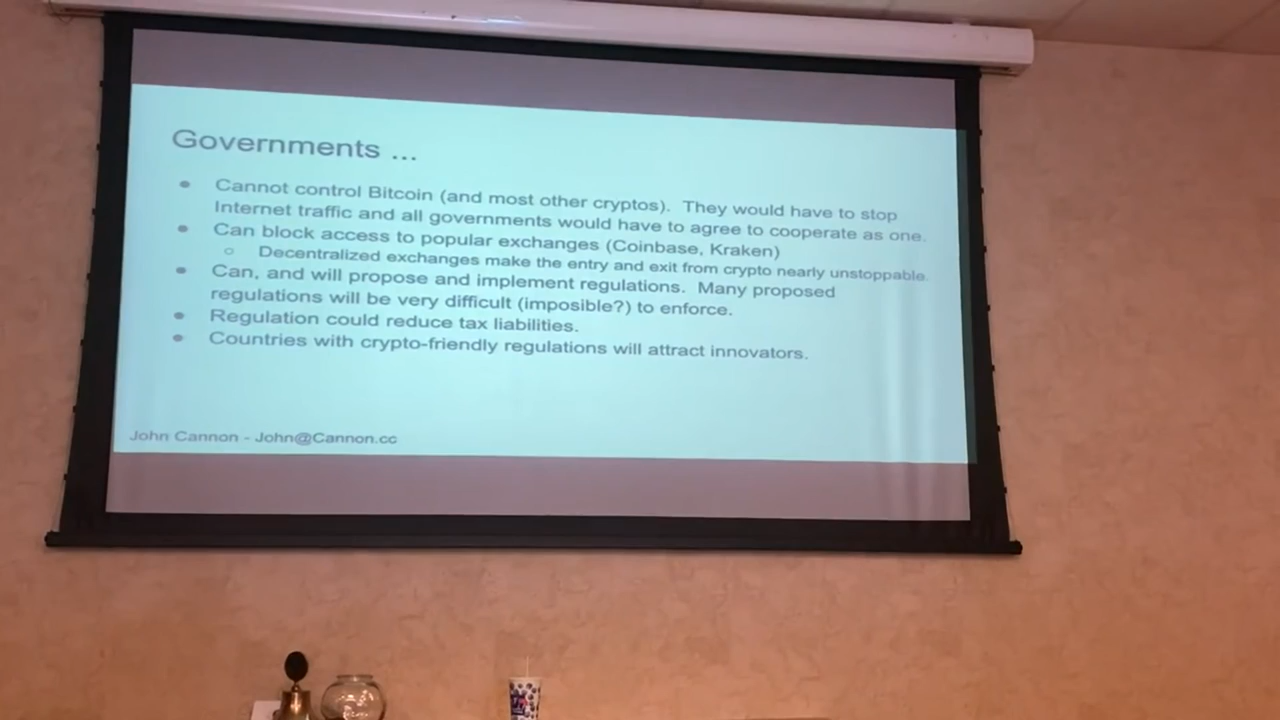 Governments ...
● Cannot control Bitcoin (and most other cryptos). They would have to stop
Internet traffic and all governments would have to agree to cooperate as one.
● Can block access to popular exchanges (Coinbase, Kraken)
○ Decentralized exchanges make the entry and exit from crypto nearly unstoppable.
● Can, and will propose and implement regulations. Many proposed
regulations will be very difficult (imposible?) to enforce.
● Regulation could reduce tax liabilities.
● Countries with crypto-friendly regulations will attract innovators.
John Cannon - John@Cannon.cc